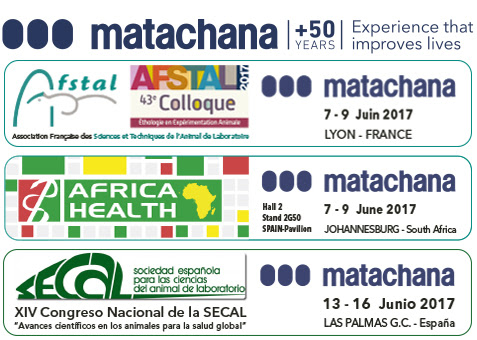 matachana +50 YEARS Experience that improves lives
Afstal
AFSTAL 2017
43e Colloque
Éthologie en Expérimentation Animale
Association Française des Sciences et Techniques de l'Animal de Laboratoire
matachana
7 - 9 Juin 2017
LYON - FRANCE
AFRICA
HEALTH
Hall 2
Stand 2G50
SPAIN-Pavilion
matachana
7 - 9 June 2017
JOHANNESBURG - South Africa
SECAL
sociedad española
para las ciencias
del animal de laboratorio
XIV Congreso Nacional de la SECAL
"Avances científicos en los animales para la salud global"
matachana
13 - 16 Junio 2017
LAS PALMAS G.C. - España